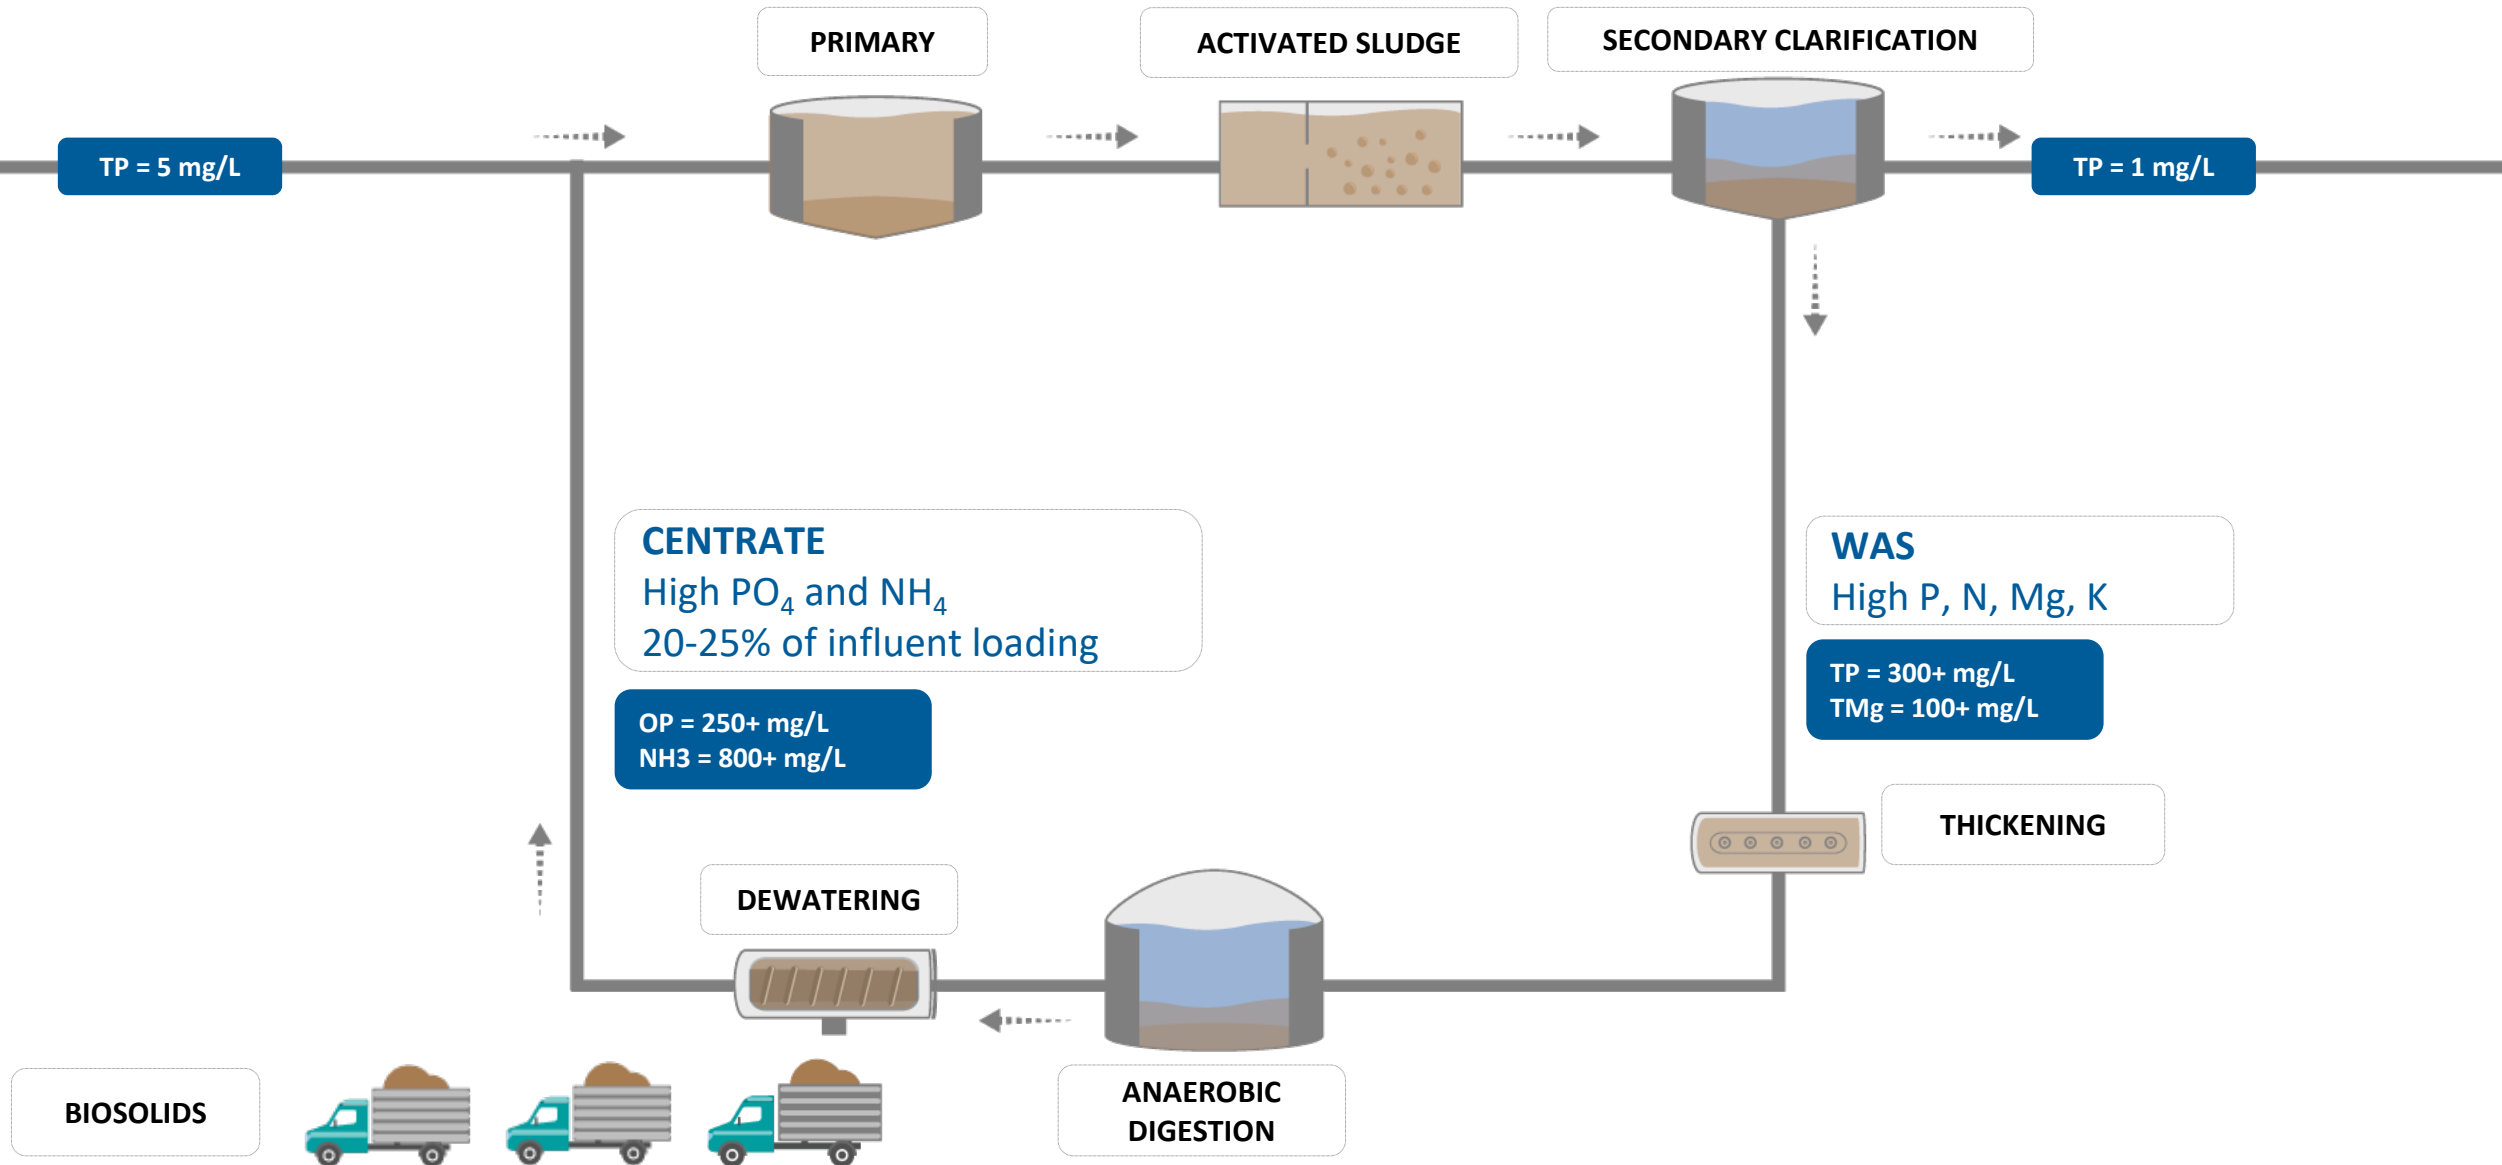 PRIMARY
ACTIVATED SLUDGE
SECONDARY CLARIFICATION
TP = 5 mg/L
TP = 1 mg/L
CENTRATE
High PO₄ and NH₄
20-25% of influent loading
OP = 250+ mg/L
NH3 = 800+ mg/L
WAS
High P, N, Mg, K
TP = 300+ mg/L
TMg = 100+ mg/L
THICKENING
DEWATERING
ANAEROBIC
DIGESTION
BIOSOLIDS